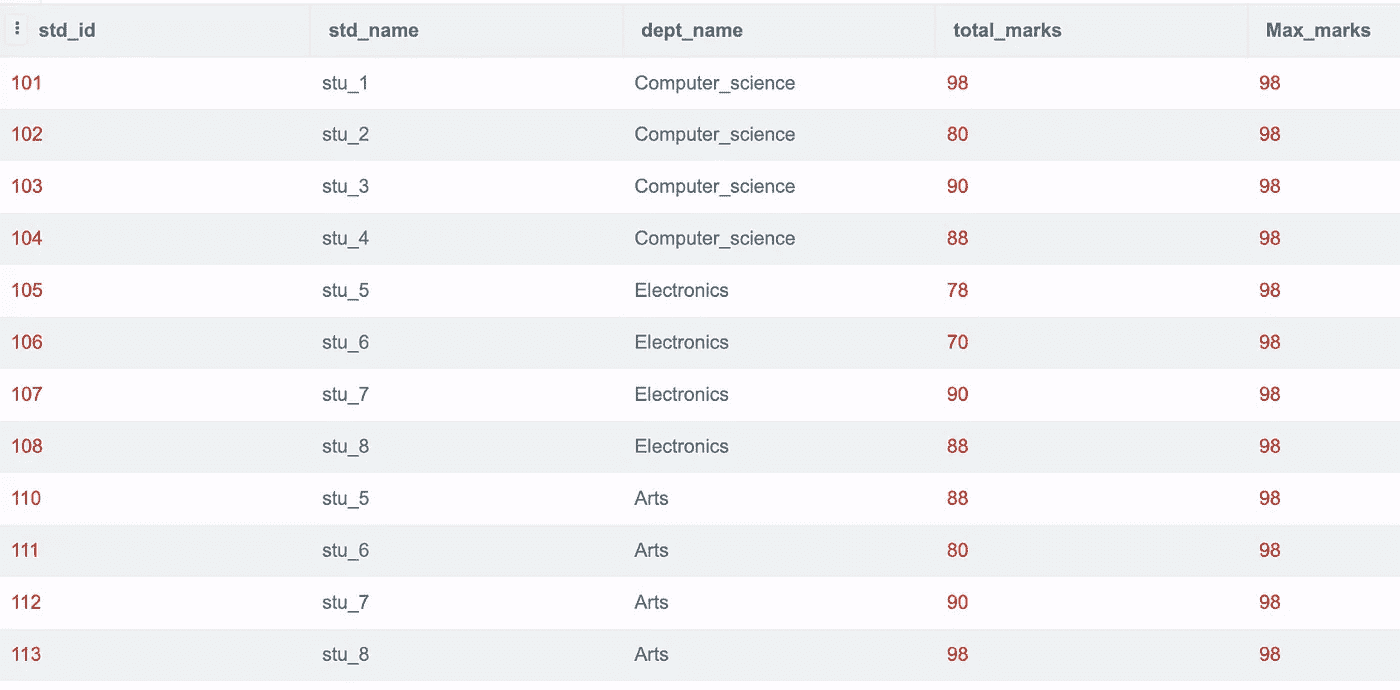 std_id std_name dept_name total_marks Max_marks
101 stu_1 Computer_science 98 98
102 stu_2 Computer_science 80 98
103 stu_3 Computer_science 90 98
104 stu_4 Computer_science 88 98
105 stu_5 Electronics 78 98
106 stu_6 Electronics 70 98
107 stu_7 Electronics 90 98
108 stu_8 Electronics 88 98
110 stu_5 Arts 88 98
111 stu_6 Arts 80 98
112 stu_7 Arts 90 98
113 stu_8 Arts 98 98